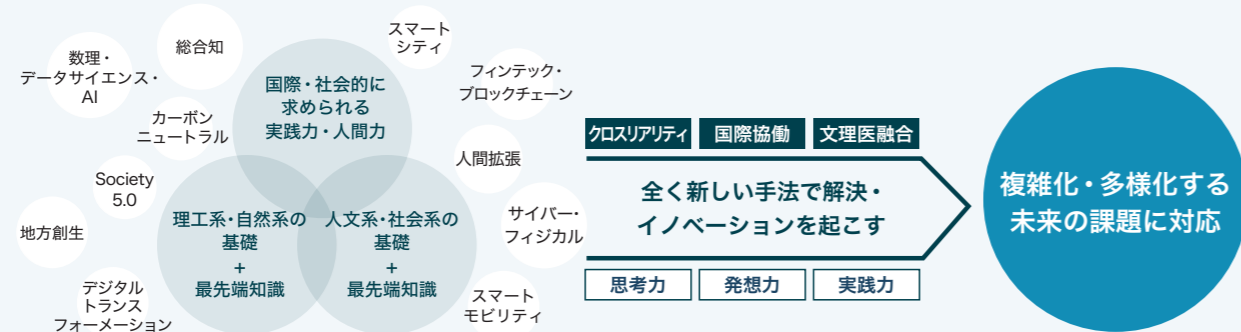 数理・
データサイエンス・
AI
総合知
カーボン
ニュートラル
Society
5.0
地方創生
デジタル
トランス
フォーメーション
国際・社会的に
求められる
実践力・人間力
理工系・自然系の
基礎
+
最先端知識
人文系・社会系の
基礎
+
最先端知識
スマート
シティ
フィンテック・
ブロックチェーン
人間拡張
サイバー・
フィジカル
スマート
モビリティ
クロスリアリティ
国際協働
文理医融合
全く新しい手法で解決・
イノベーションを起こす
思考力
発想力
実践力
複雑化・多様化する
未来の課題に対応